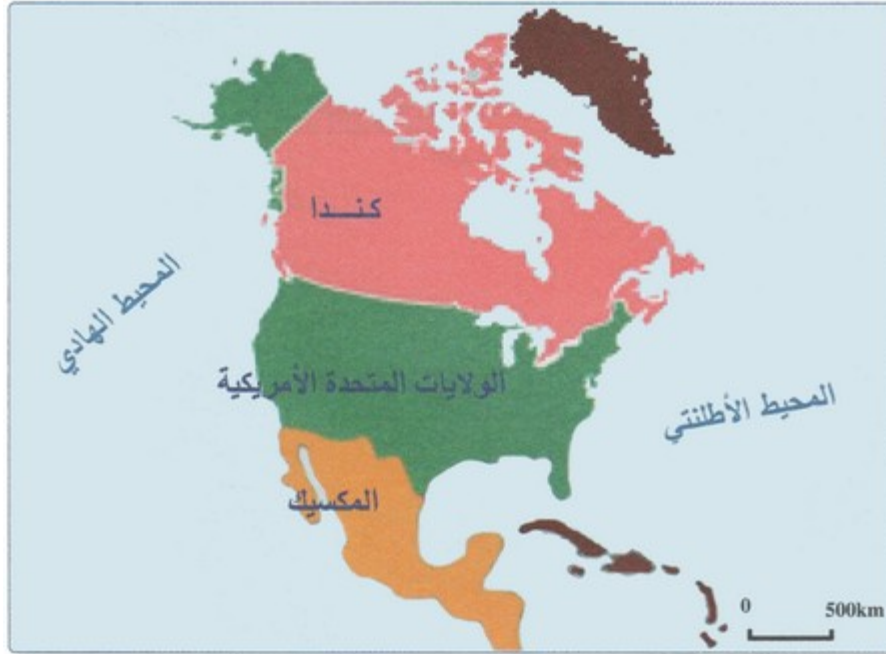 كنـــدا
المحيط الهادي
الولايات المتحدة الأمريكية
المحيط الأطلنتي
المكسيك
0 500km